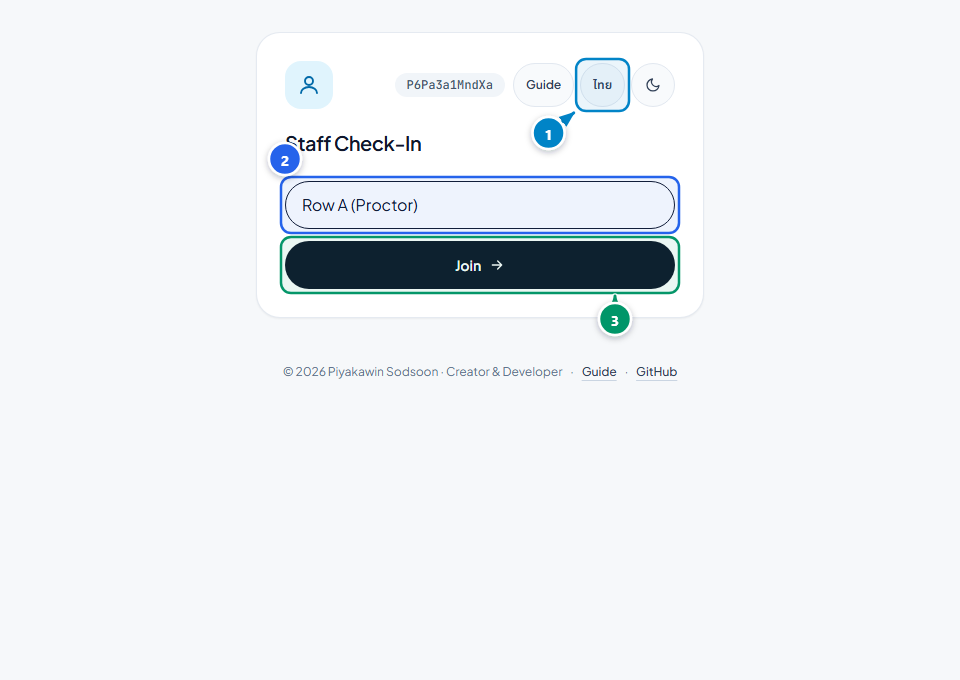 P6Pa3a1MndXa Guide ไทย
1
Staff Check-In
2
Row A (Proctor)
Join →
3
© 2026 Piyakawin Sodsoon · Creator & Developer · Guide · GitHub